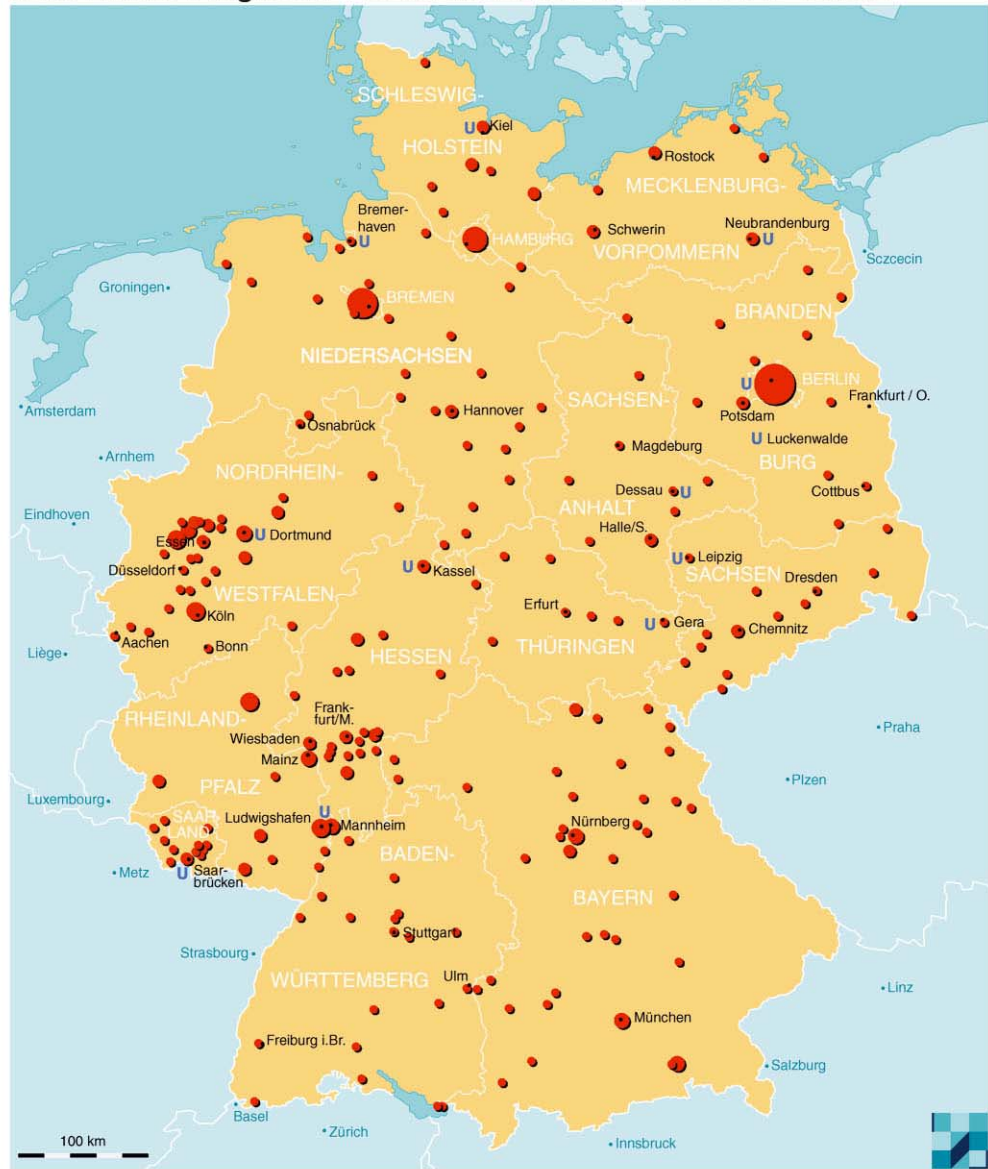 SCHLESWIG-
U Kiel
HOLSTEIN
Rostock
MECKLENBURG-
Bremer-
haven
U
HAMBURG
Schwerin
Neubrandenburg
U
VORPOMMERN
Sczcecin
Groningen
BREMEN
BRANDEN
NIEDERSACHSEN
U
BERLIN
Amsterdam
Hannover
SACHSEN-
Potsdam
Frankfurt / O.
Osnabrück
U Luckenwalde
Arnhem
Magdeburg
BURG
NORDRHEIN-
Cottbus
Dessau U
Eindhoven
ANHALT
Essen
U Dortmund
Halle/S.
U Leipzig
Düsseldorf
U Kassel
SACHSEN
Dresden
WESTFALEN
Köln
Erfurt
U Gera
Chemnitz
Aachen
Bonn
HESSEN
THÜRINGEN
Liège
RHEINLAND-
Frank-
furt/M.
Wiesbaden
Praha
Mainz
PFALZ
Plzen
Luxembourg
SAAR-
LAND
Ludwigshafen
U
Mannheim
Nürnberg
BADEN-
Metz
Saar-
brücken
U
BAYERN
Stuttgart
Strasbourg
WÜRTTEMBERG
Ulm
Linz
München
Freiburg i.Br.
Salzburg
Basel
Zürich
Innsbruck
100 km